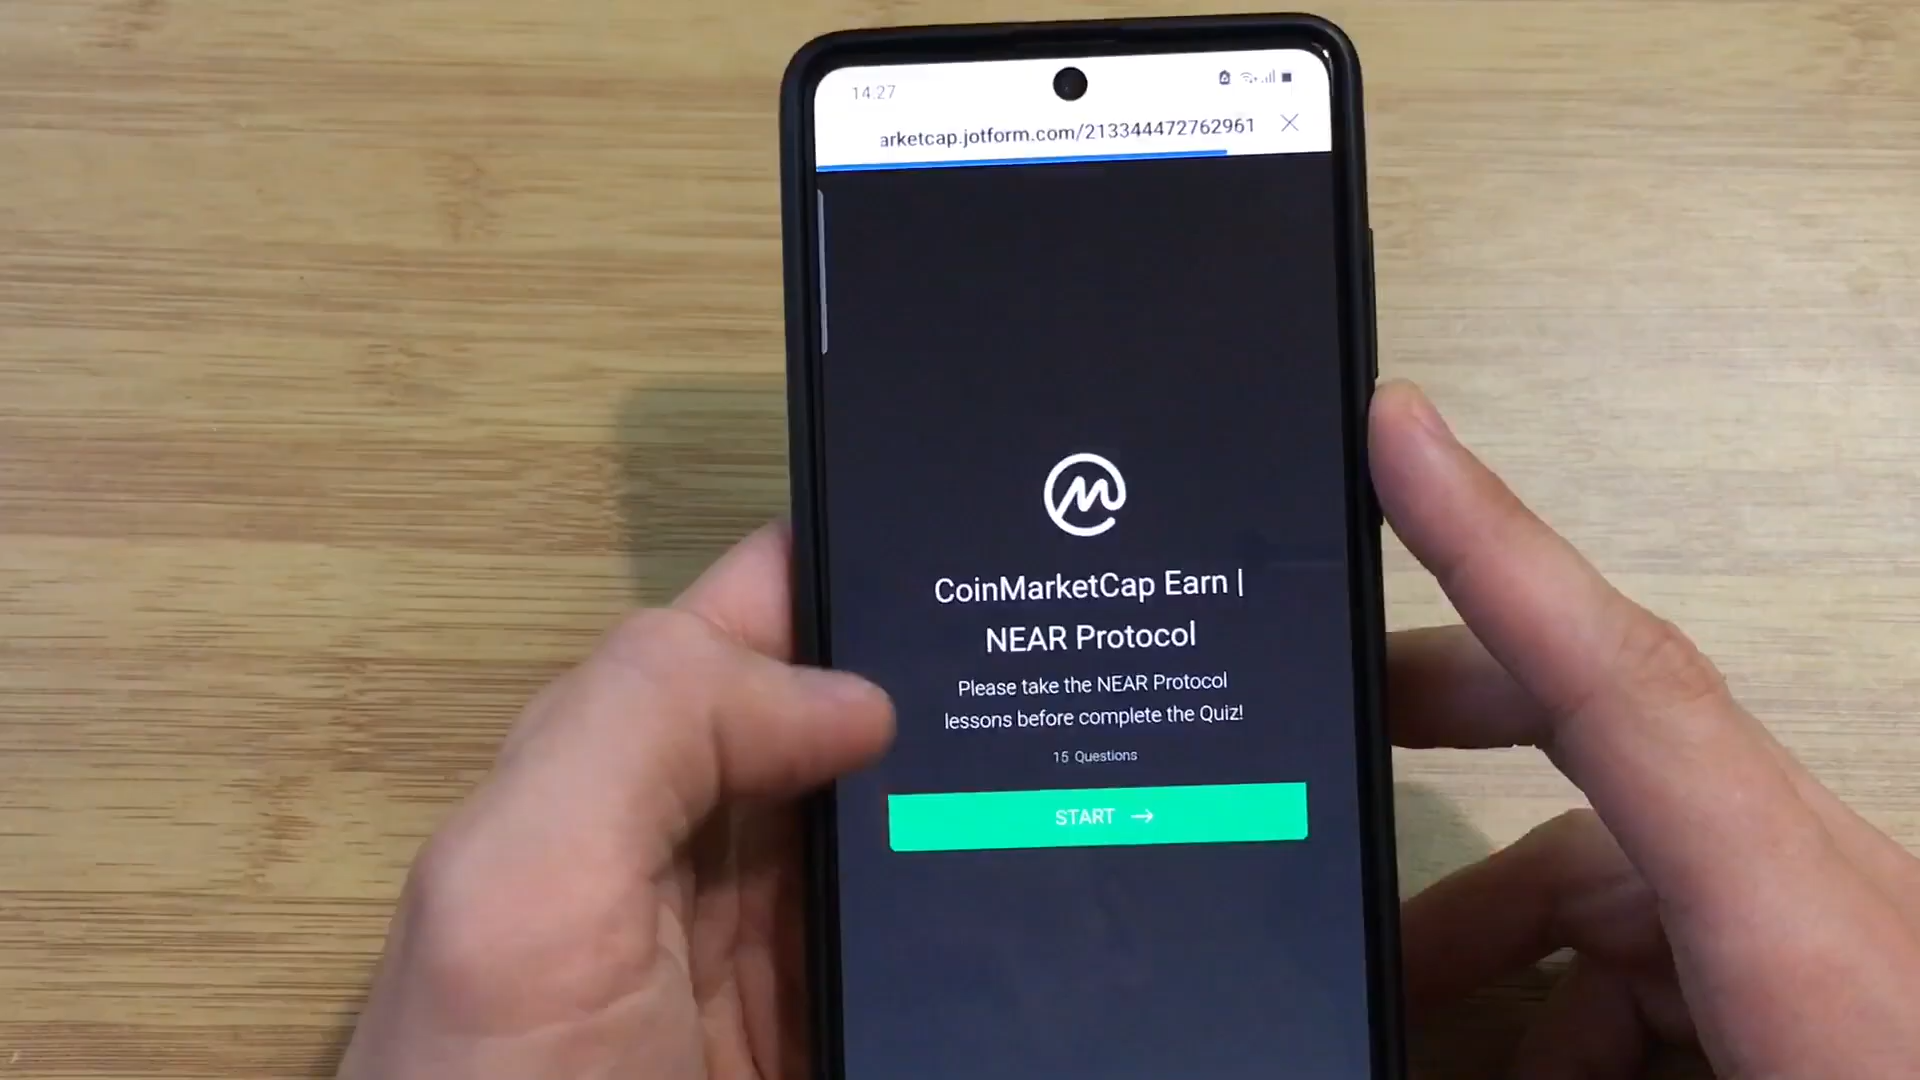 14:27
arketcap.jotform.com/213344472762961
CoinMarketCap Earn |
NEAR Protocol
Please take the NEAR Protocol
lessons before complete the Quiz!
15 Questions
START →